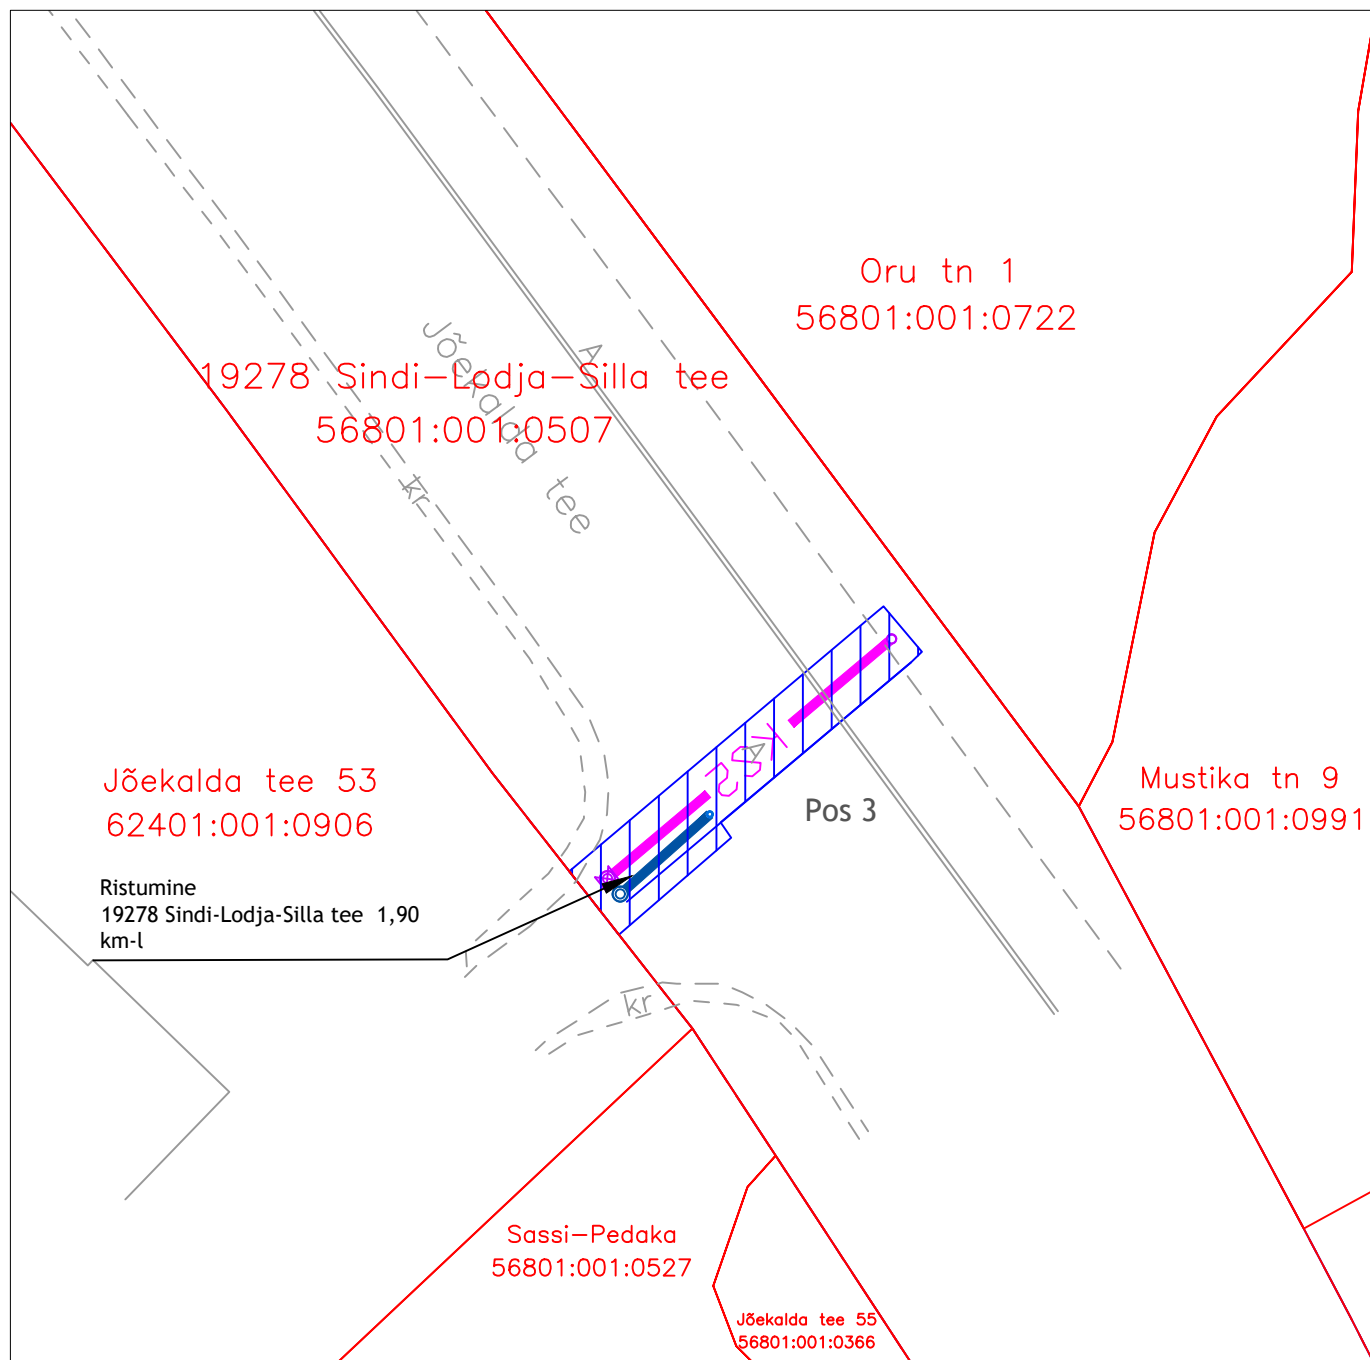 Oru tn 1
56801:001:0722
A
Jõekalda tee
19278 Sindi-Lodja-Silla tee
56801:001:0507
kr
A
Jõekalda tee 53
62401:001:0906
Pos 3
Mustika tn 9
56801:001:0991
Ristumine
19278 Sindi-Lodja-Silla tee 1,90
km-l
kr
Sassi-Pedaka
56801:001:0527
Jõekalda tee 55
56801:001:0366